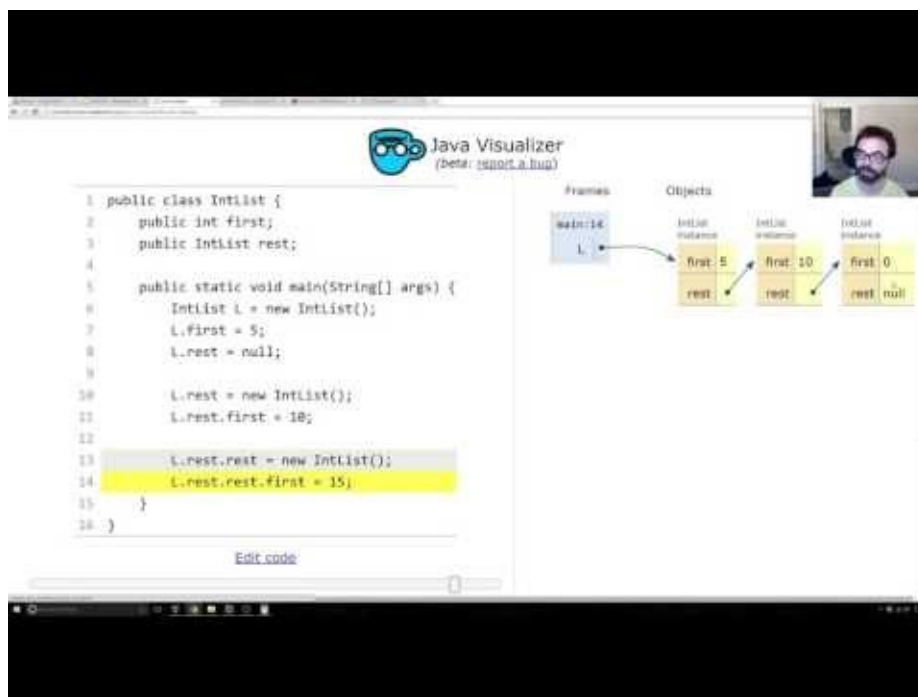 Java Visualizer
(beta: report a bug)
1 public class IntList {
2 public int first;
3 public IntList rest;
4
5 public static void main(String[] args) {
6 IntList L = new IntList();
7 L.first = 5;
8 L.rest = null;
9
10 L.rest = new IntList();
11 L.rest.first = 10;
12
13 L.rest.rest = new IntList();
14 L.rest.rest.first = 15;
15 }
16 }
Edit code
Frames Objects
main:14
L
IntList instance
first 5
rest
IntList instance
first 10
rest
IntList instance
first 0
rest null